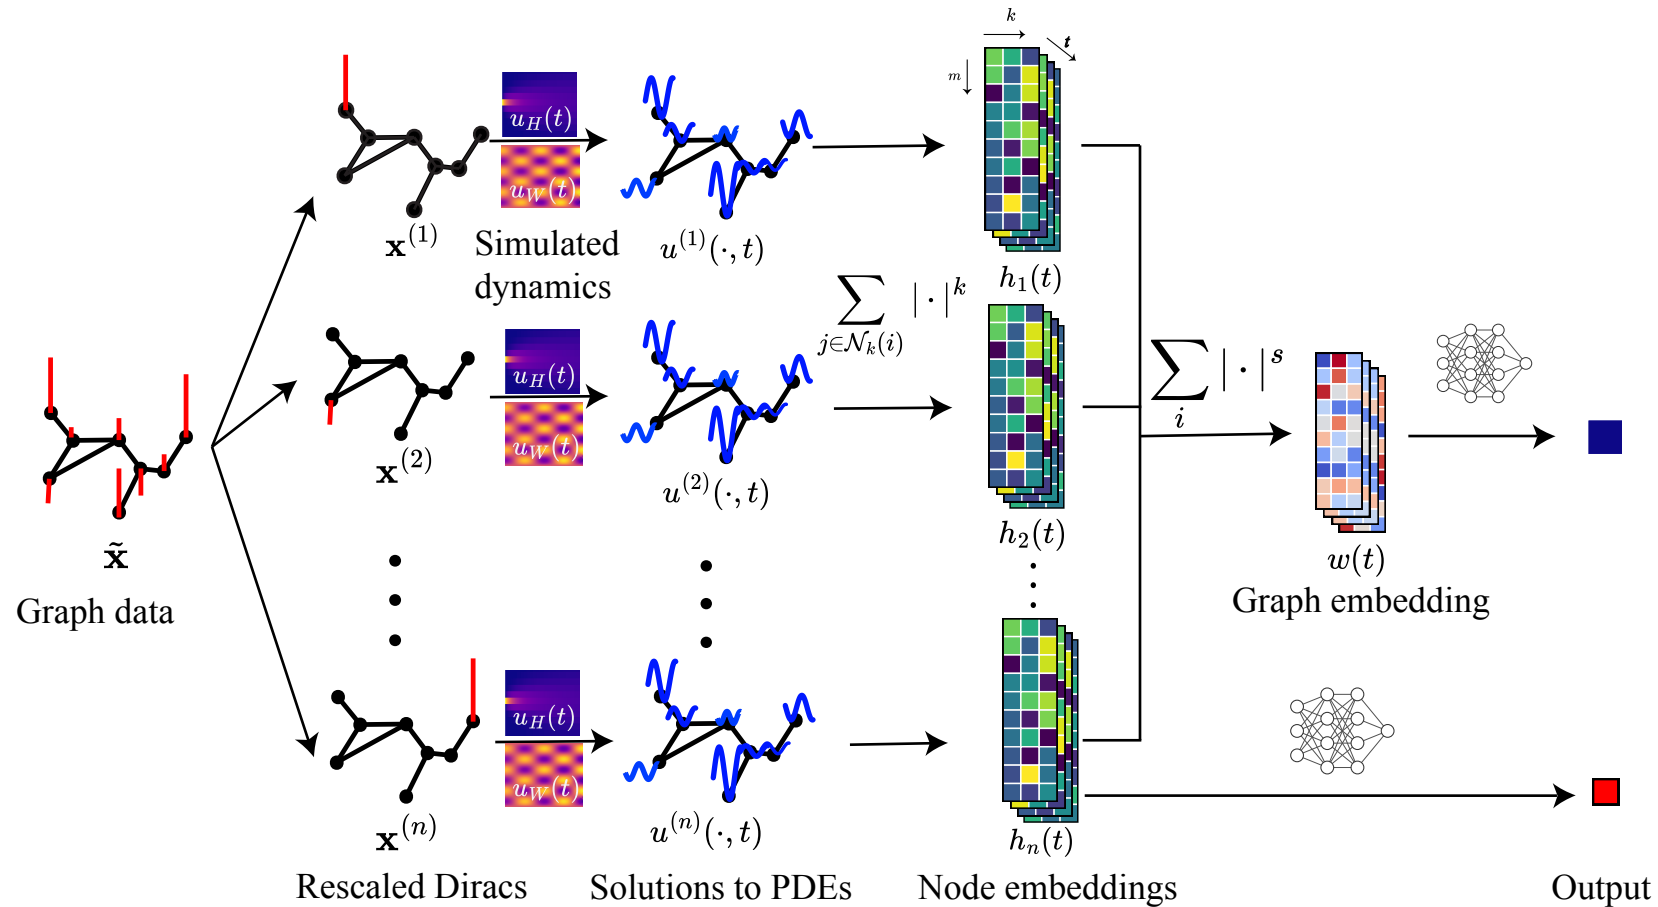 k
t
m
u_H(t)
u_W(t)
x^(1)
Simulated
dynamics
u^(1)(·, t)
h_1(t)
∑_{j∈N_k(i)} |·|^k
u_H(t)
u_W(t)
x^(2)
u^(2)(·, t)
h_2(t)
∑_i |·|^s
x̃
Graph data
w(t)
Graph embedding
u_H(t)
u_W(t)
x^(n)
u^(n)(·, t)
h_n(t)
Rescaled Diracs
Solutions to PDEs
Node embeddings
Output